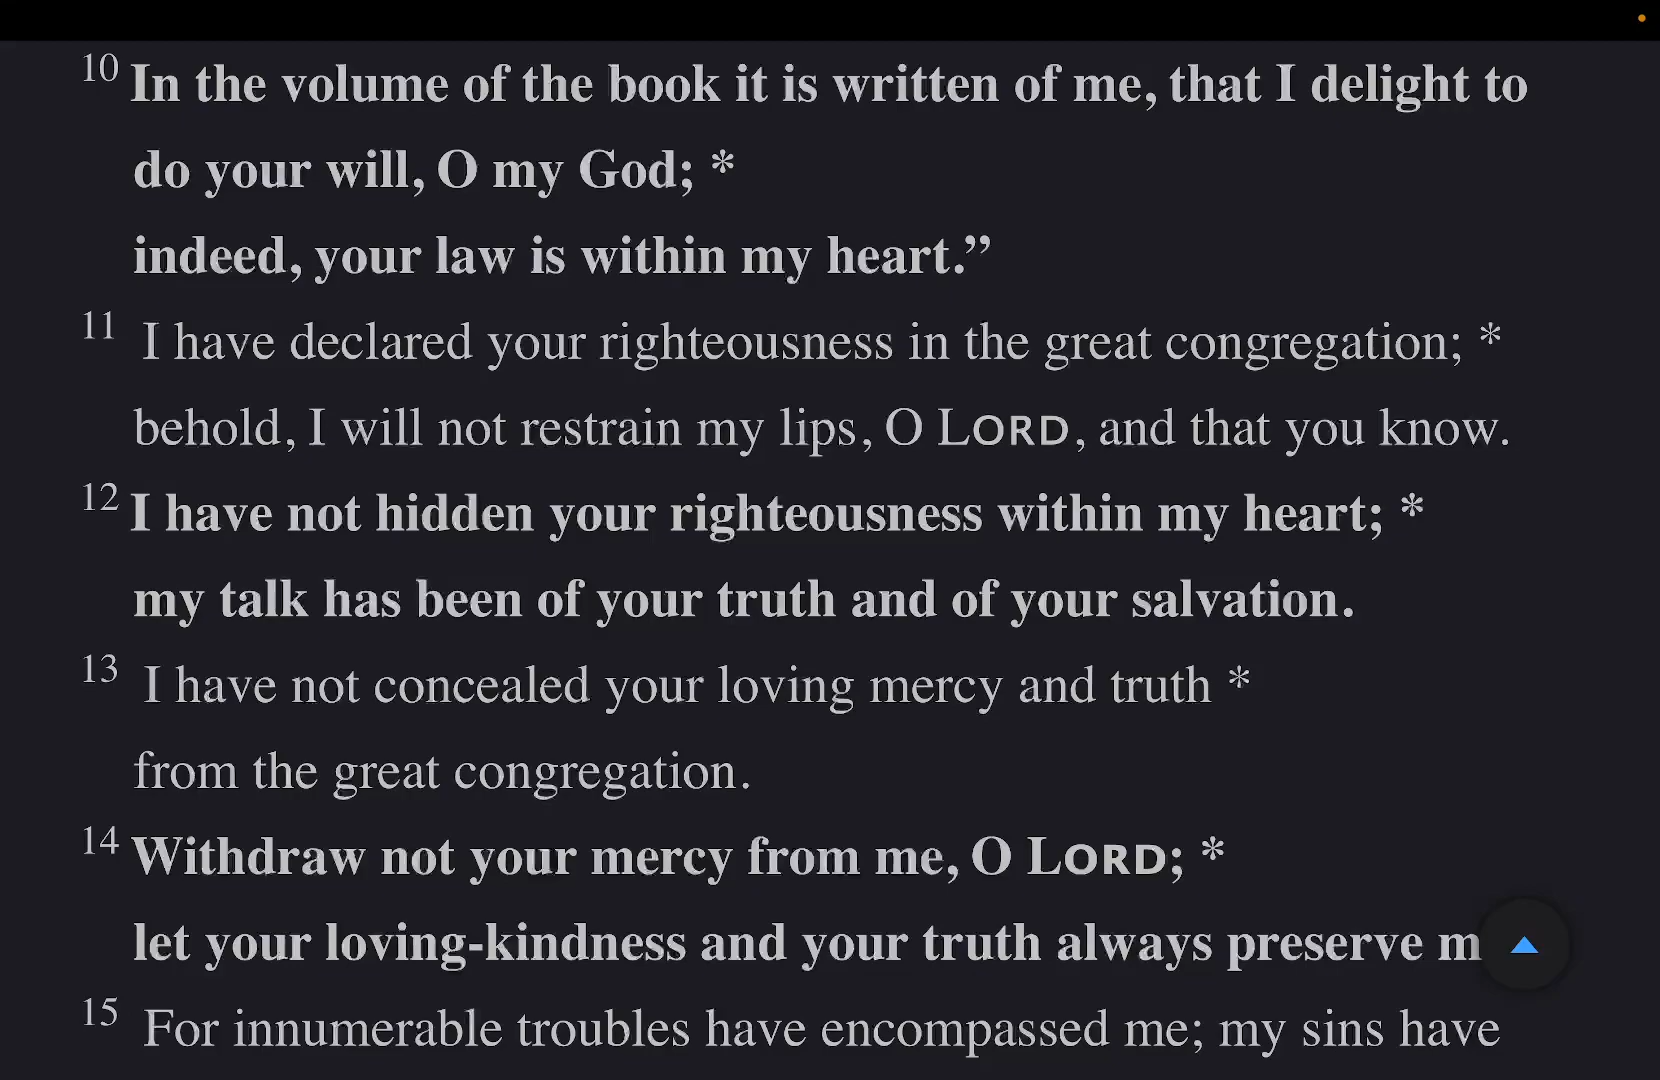 10 In the volume of the book it is written of me, that I delight to
do your will, O my God; *
indeed, your law is within my heart.”
11 I have declared your righteousness in the great congregation; *
behold, I will not restrain my lips, O LORD, and that you know.
12 I have not hidden your righteousness within my heart; *
my talk has been of your truth and of your salvation.
13 I have not concealed your loving mercy and truth *
from the great congregation.
14 Withdraw not your mercy from me, O LORD; *
let your loving-kindness and your truth always preserve
15 For innumerable troubles have encompassed me; my sins have